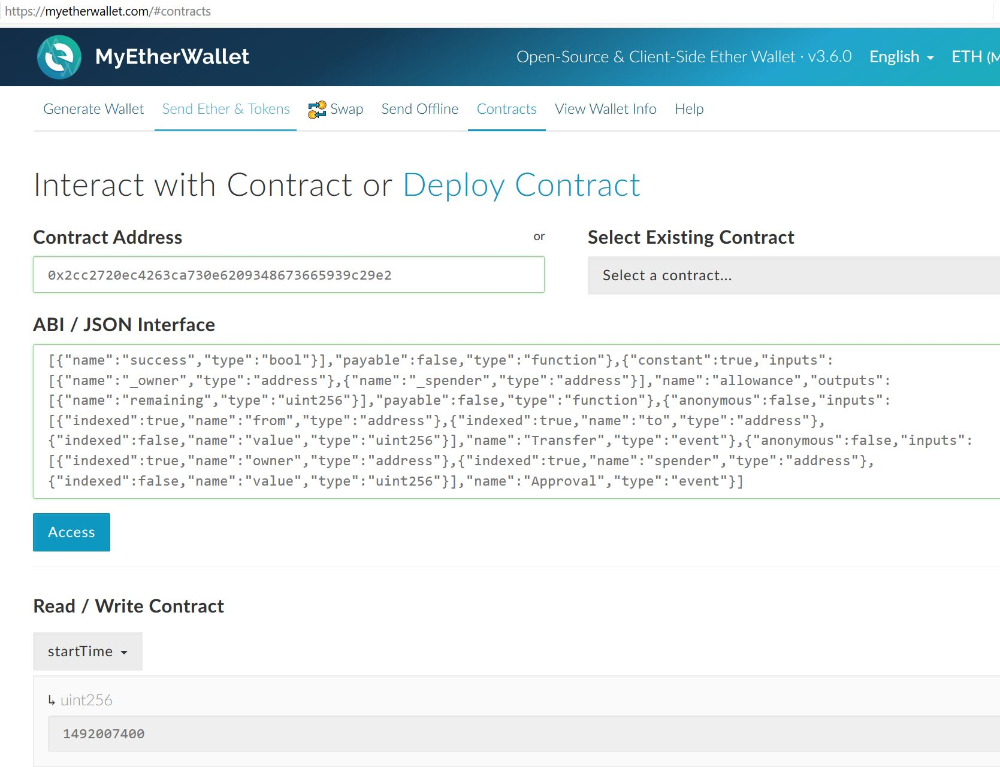 https://myetherwallet.com/#contracts
MyEtherWallet
Open-Source & Client-Side Ether Wallet · v3.6.0 English ETH (M
Generate Wallet Send Ether & Tokens Swap Send Offline Contracts View Wallet Info Help
Interact with Contract or Deploy Contract
Contract Address or Select Existing Contract
0x2cc2720ec4263ca730e6209348673665939c29e2 Select a contract...
ABI / JSON Interface
[{"name":"success","type":"bool"}],"payable":false,"type":"function"},{"constant":true,"inputs":
[{"name":"_owner","type":"address"},{"name":"_spender","type":"address"}],"name":"allowance","outputs":
[{"name":"remaining","type":"uint256"}],"payable":false,"type":"function"},{"anonymous":false,"inputs":
[{"indexed":true,"name":"from","type":"address"},{"indexed":true,"name":"to","type":"address"},
{"indexed":false,"name":"value","type":"uint256"}],"name":"Transfer","type":"event"},{"anonymous":false,"inputs":
[{"indexed":true,"name":"owner","type":"address"},{"indexed":true,"name":"spender","type":"address"},
{"indexed":false,"name":"value","type":"uint256"}],"name":"Approval","type":"event"}]
Access
Read / Write Contract
startTime
↳ uint256
1492007400